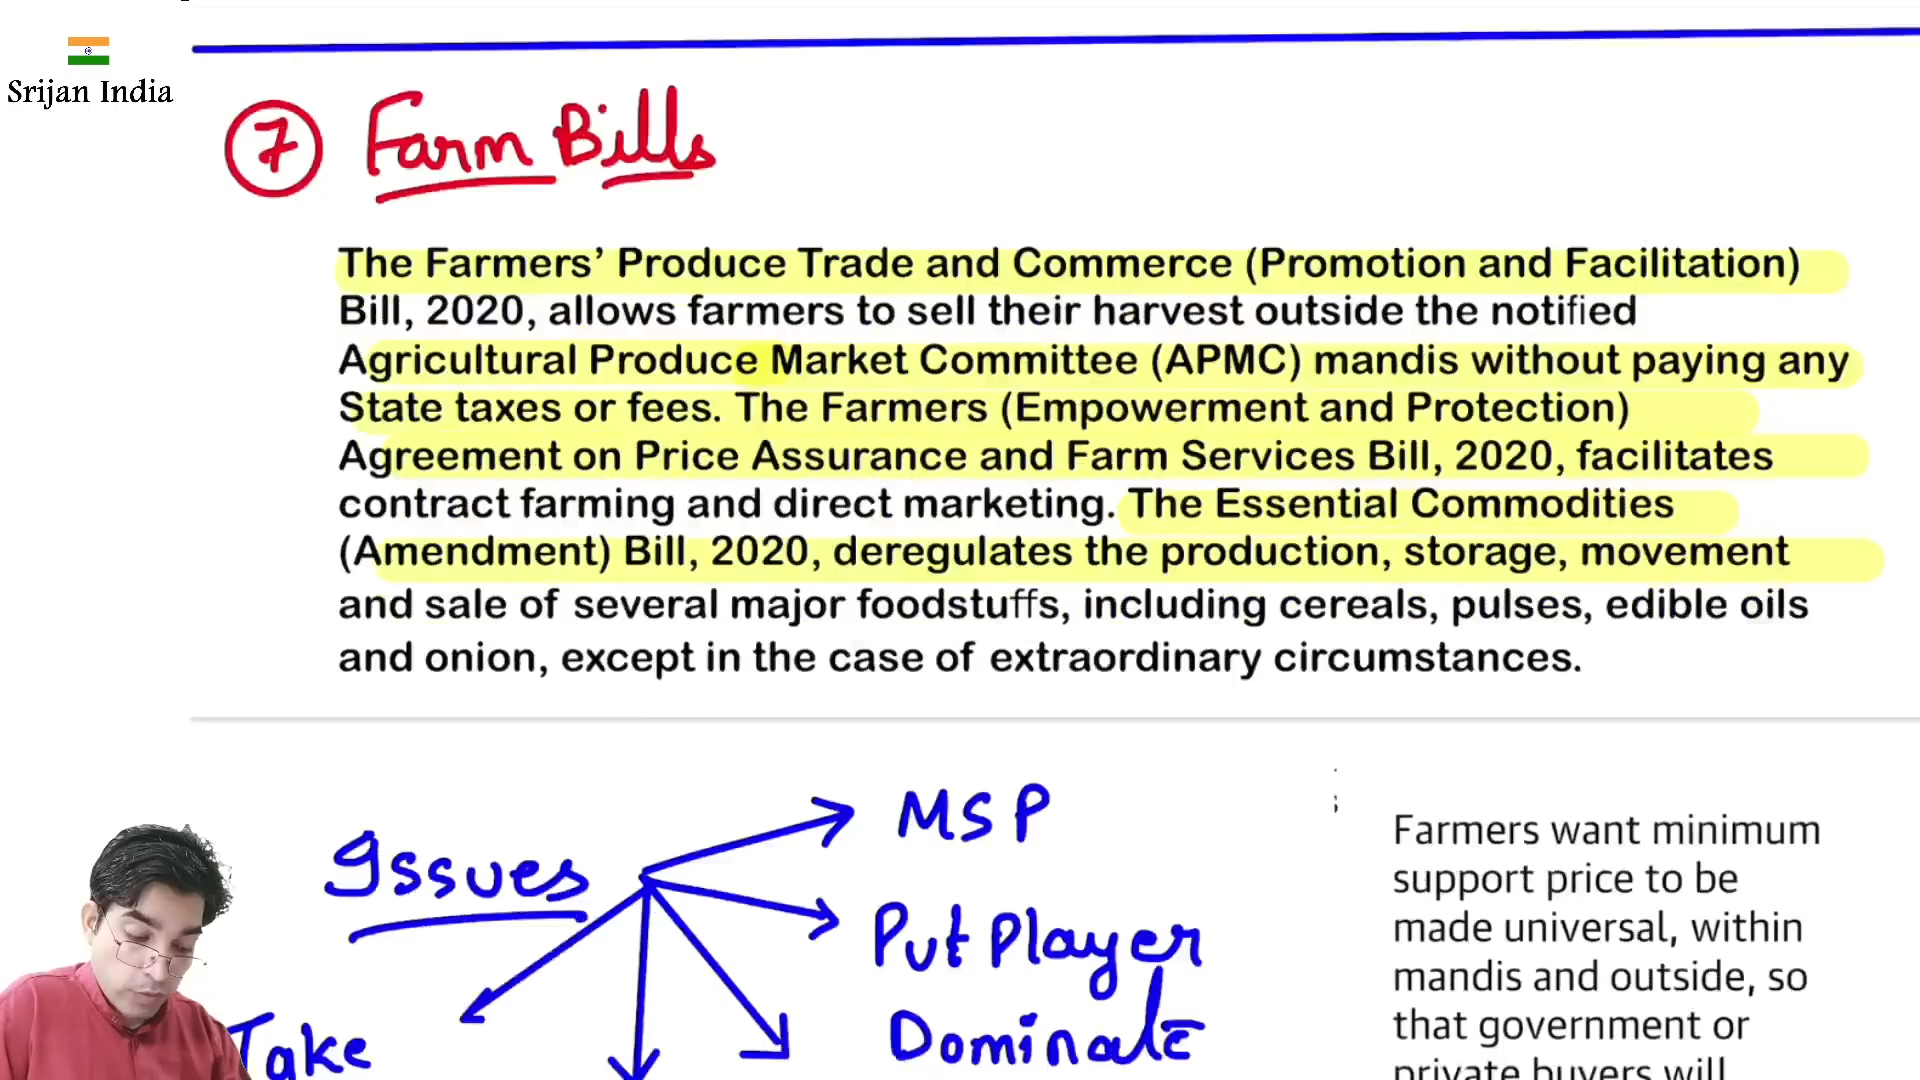 Srijan India
7 Farm Bills
The Farmers’ Produce Trade and Commerce (Promotion and Facilitation)
Bill, 2020, allows farmers to sell their harvest outside the notified
Agricultural Produce Market Committee (APMC) mandis without paying any
State taxes or fees. The Farmers (Empowerment and Protection)
Agreement on Price Assurance and Farm Services Bill, 2020, facilitates
contract farming and direct marketing. The Essential Commodities
(Amendment) Bill, 2020, deregulates the production, storage, movement
and sale of several major foodstuffs, including cereals, pulses, edible oils
and onion, except in the case of extraordinary circumstances.
Issues
MSP
Put Player
Dominate
Take
Farmers want minimum
support price to be
made universal, within
mandis and outside, so
that government or
private buyers will